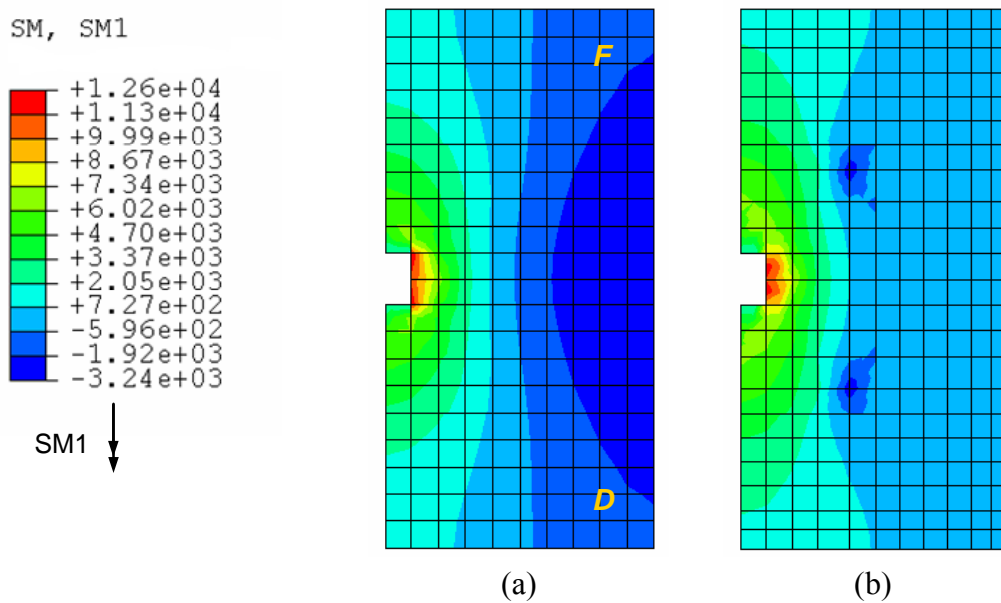 SM, SM1
+1.26e+04
+1.13e+04
+9.99e+03
+8.67e+03
+7.34e+03
+6.02e+03
+4.70e+03
+3.37e+03
+2.05e+03
+7.27e+02
-5.96e+02
-1.92e+03
-3.24e+03
SM1
F
D
(a)
(b)